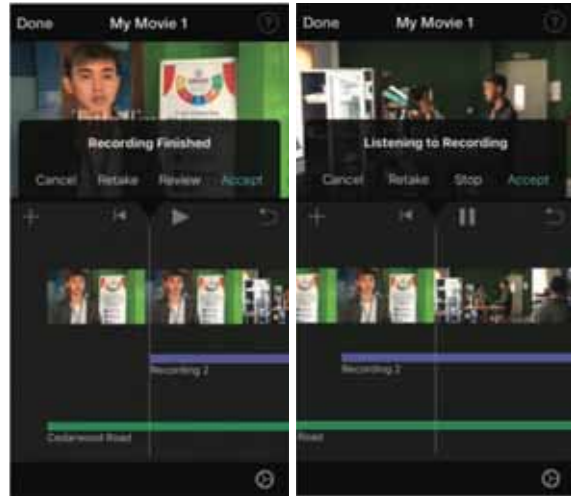 Done My Movie 1 ?
Recording Finished
Cancel Retake Review Accept
Recording 2
Cedarwood Road
Done My Movie 1 ?
Listening to Recording
Cancel Retake Stop Accept
Recording 2
Road